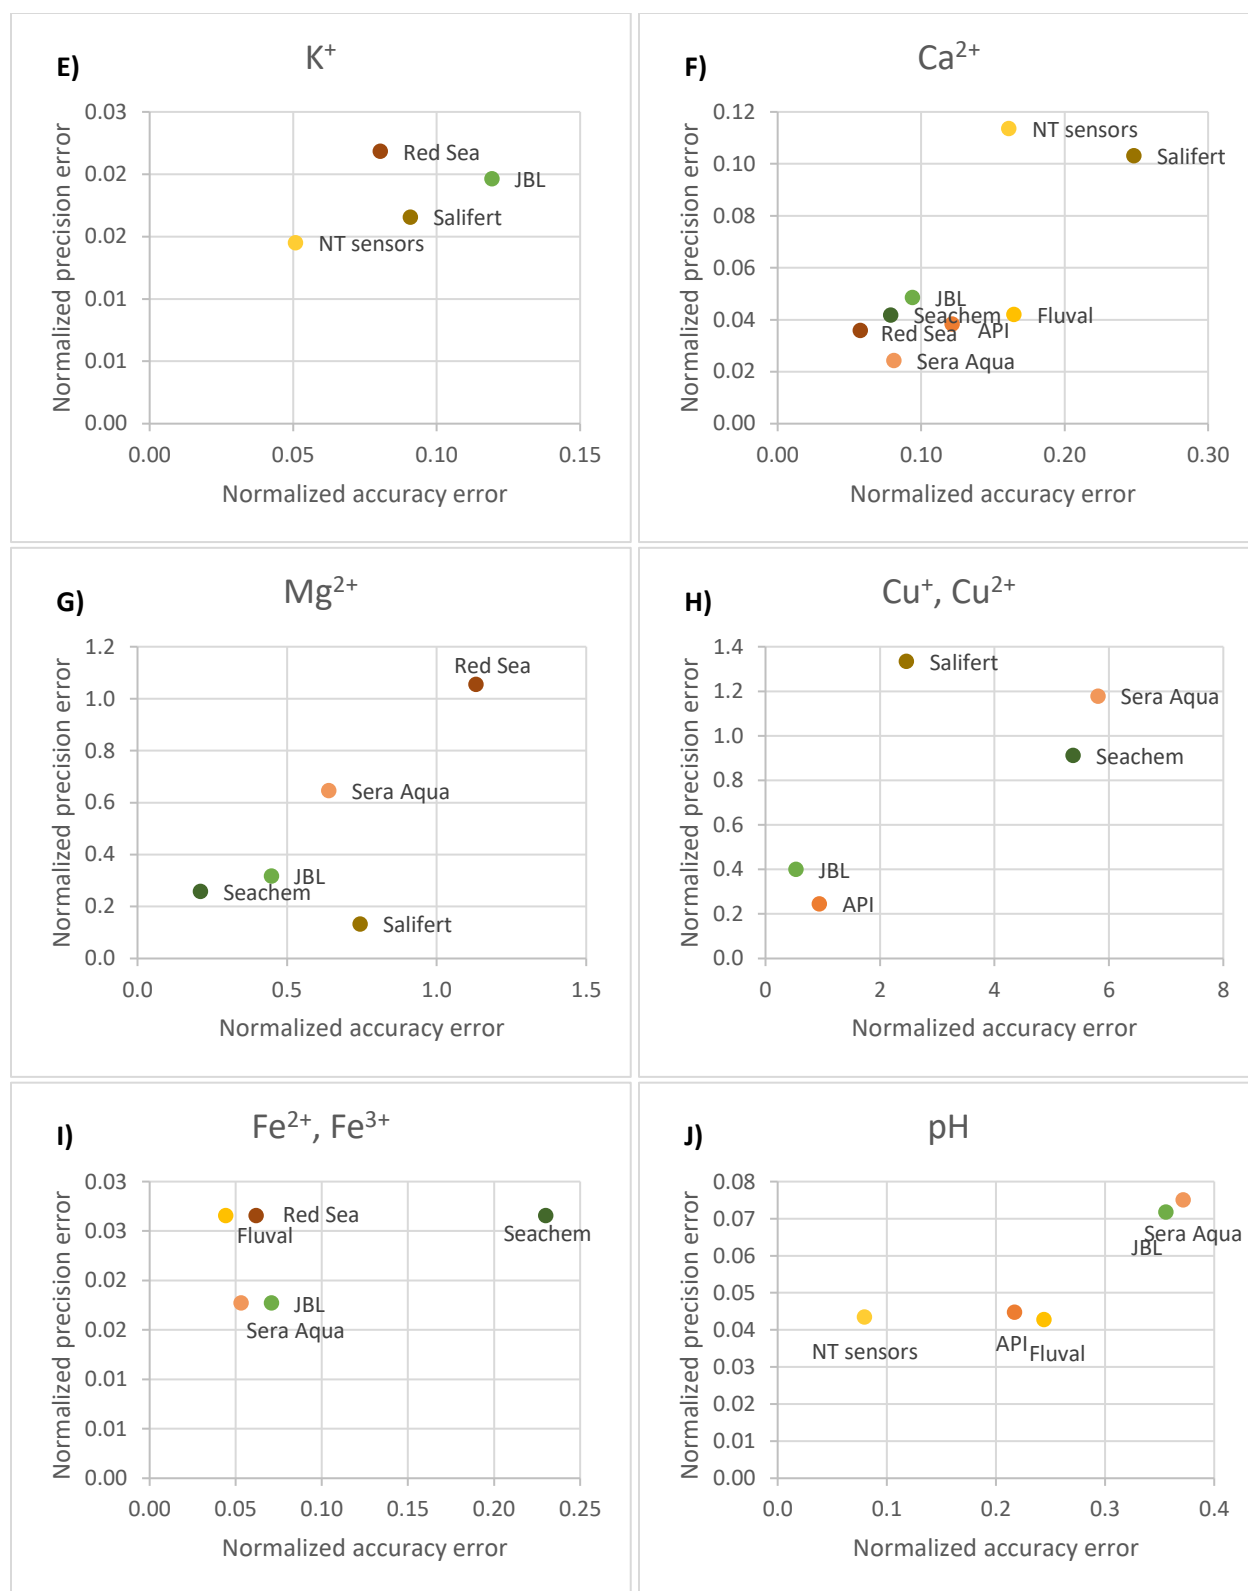 E)
K⁺
Normalized precision error
0.03
0.02
0.02
0.01
0.01
0.00
Red Sea
JBL
Salifert
NT sensors
0.00 0.05 0.10 0.15
Normalized accuracy error
F)
Ca²⁺
Normalized precision error
0.12
0.10
0.08
0.06
0.04
0.02
0.00
NT sensors
Salifert
JBL
Seachem
Fluval
Red Sea
API
Sera Aqua
0.00 0.10 0.20 0.30
Normalized accuracy error
G)
Mg²⁺
Normalized precision error
1.2
1.0
0.8
0.6
0.4
0.2
0.0
Red Sea
Sera Aqua
JBL
Seachem
Salifert
0.0 0.5 1.0 1.5
Normalized accuracy error
H)
Cu⁺, Cu²⁺
Normalized precision error
1.4
1.2
1.0
0.8
0.6
0.4
0.2
0.0
Salifert
Sera Aqua
Seachem
JBL
API
0 2 4 6 8
Normalized accuracy error
I)
Fe²⁺, Fe³⁺
Normalized precision error
0.03
0.03
0.02
0.02
0.01
0.01
0.00
Red Sea
Fluval
Seachem
JBL
Sera Aqua
0.00 0.05 0.10 0.15 0.20 0.25
Normalized accuracy error
J)
pH
Normalized precision error
0.08
0.07
0.06
0.05
0.04
0.03
0.02
0.01
0.00
Sera Aqua
JBL
NT sensors
API
Fluval
0.0 0.1 0.2 0.3 0.4
Normalized accuracy error